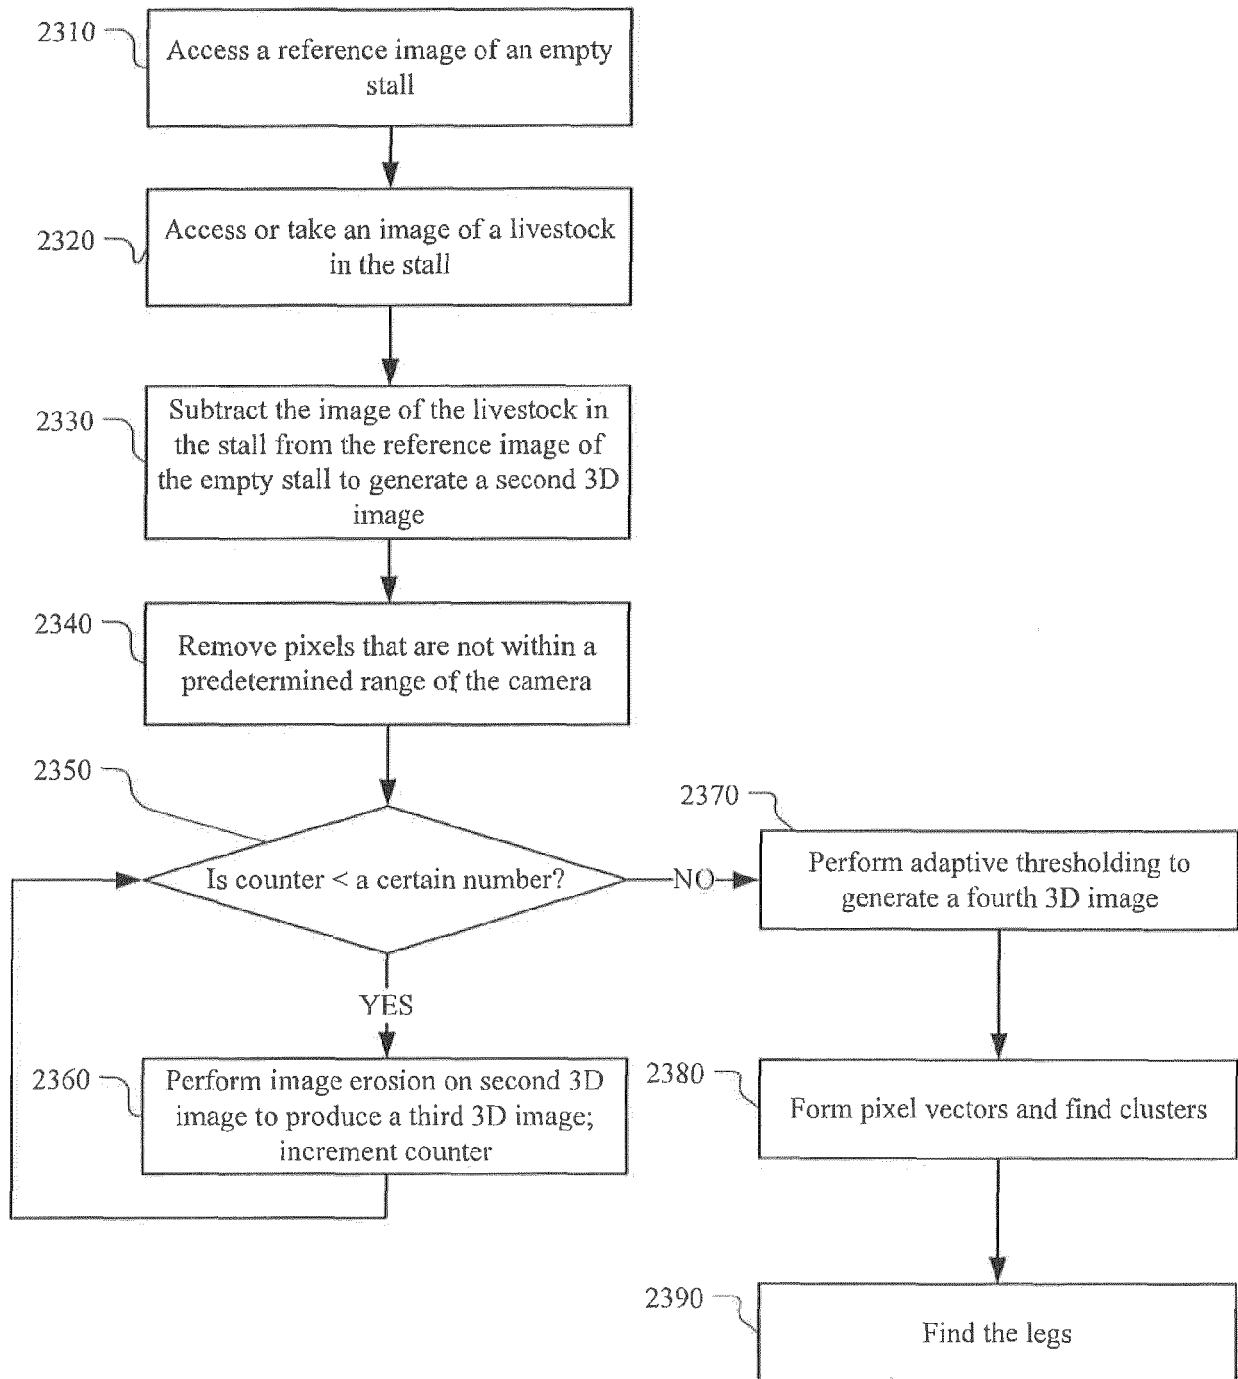 2310
Access a reference image of an empty
stall
2320
Access or take an image of a livestock
in the stall
2330
Subtract the image of the livestock in
the stall from the reference image of
the empty stall to generate a second 3D
image
2340
Remove pixels that are not within a
predetermined range of the camera
2350
Is counter < a certain number?
NO
YES
2360
Perform image erosion on second 3D
image to produce a third 3D image;
increment counter
2370
Perform adaptive thresholding to
generate a fourth 3D image
2380
Form pixel vectors and find clusters
2390
Find the legs